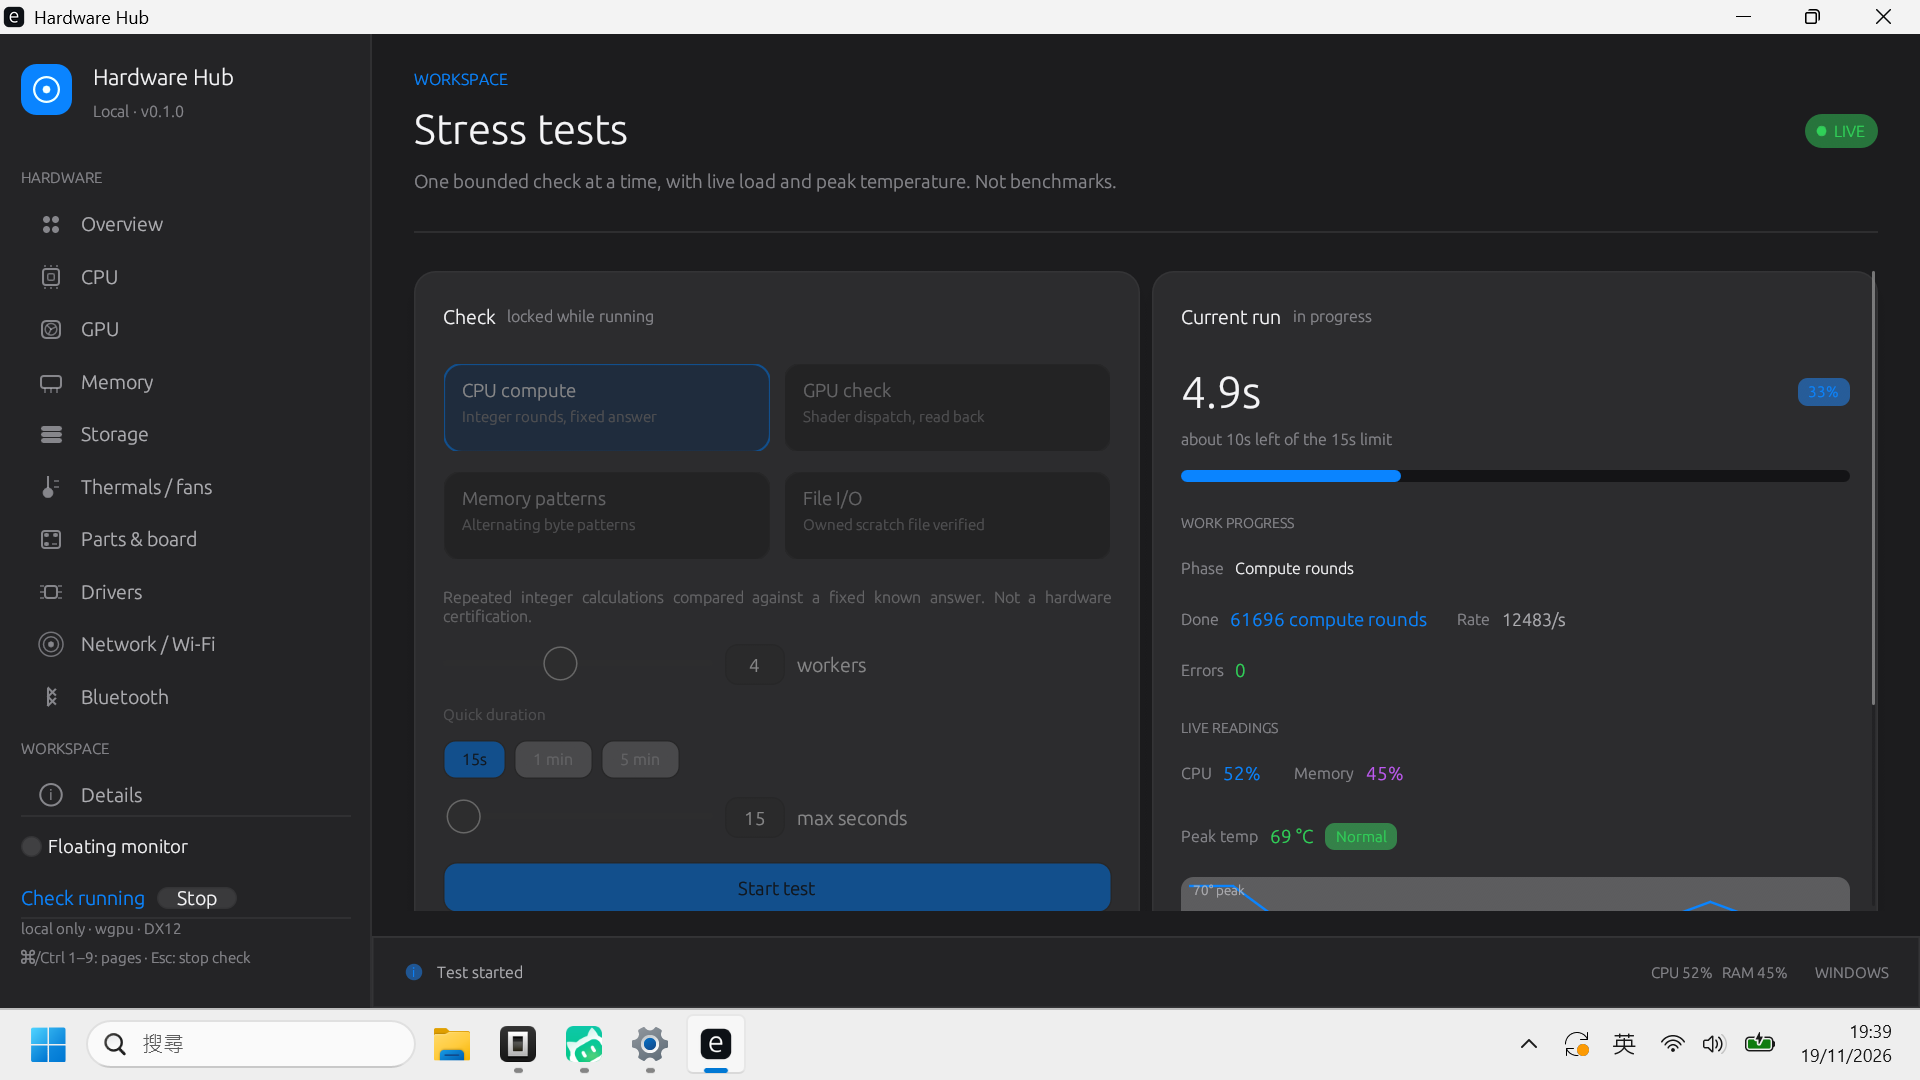 Hardware Hub
Hardware Hub
Local · v0.1.0
HARDWARE
Overview
CPU
GPU
Memory
Storage
Thermals / fans
Parts & board
Drivers
Network / Wi-Fi
Bluetooth
WORKSPACE
Details
Floating monitor
Check running Stop
local only · wgpu · DX12
⌘/Ctrl 1–9: pages · Esc: stop check
WORKSPACE
Stress tests
LIVE
One bounded check at a time, with live load and peak temperature. Not benchmarks.
Check locked while running
CPU compute
Integer rounds, fixed answer
GPU check
Shader dispatch, read back
Memory patterns
Alternating byte patterns
File I/O
Owned scratch file verified
Repeated integer calculations compared against a fixed known answer. Not a hardware
certification.
4 workers
Quick duration
15s 1 min 5 min
15 max seconds
Start test
Current run in progress
4.9s
33%
about 10s left of the 15s limit
WORK PROGRESS
Phase Compute rounds
Done 61696 compute rounds Rate 12483/s
Errors 0
LIVE READINGS
CPU 52% Memory 45%
Peak temp 69 °C Normal
70° peak
Test started
CPU 52% RAM 45% WINDOWS
搜尋
英
19:39
19/11/2026